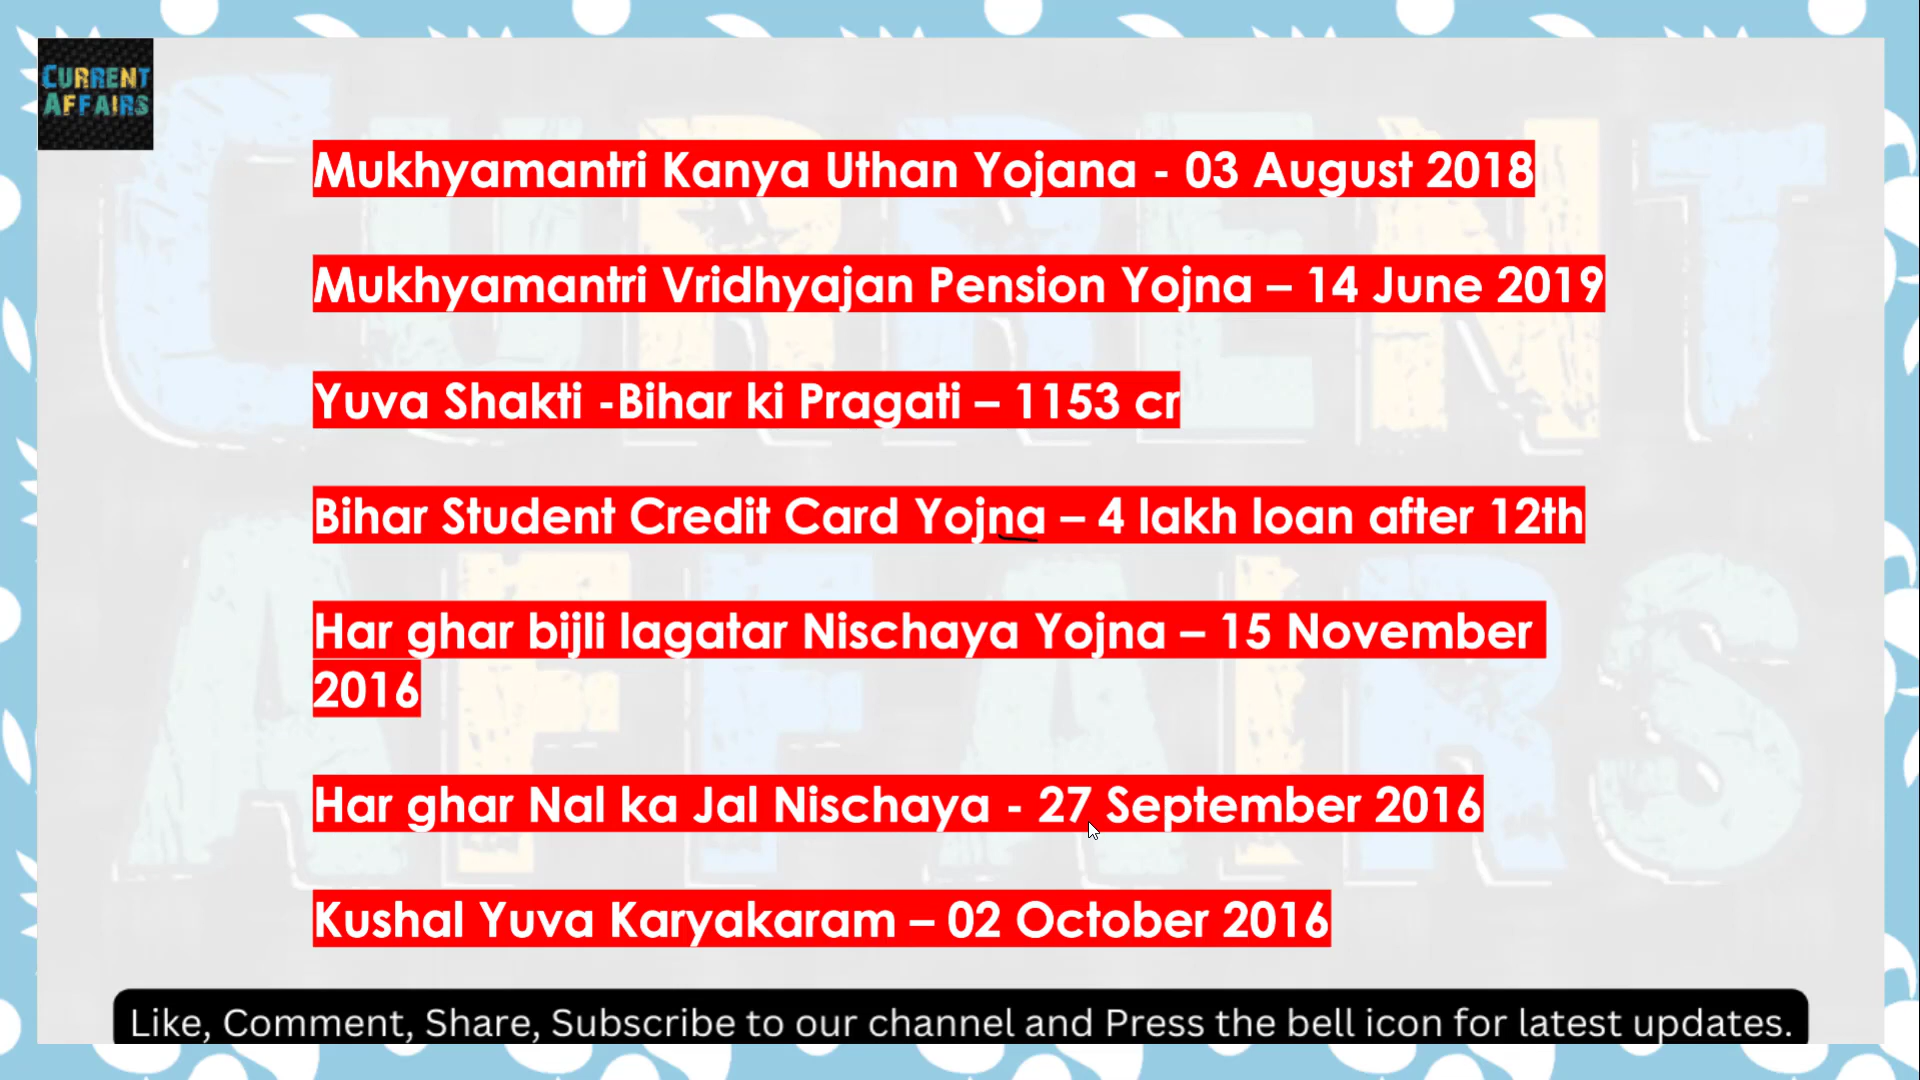 CURRENT
AFFAIRS
Mukhyamantri Kanya Uthan Yojana - 03 August 2018
Mukhyamantri Vridhyajan Pension Yojna – 14 June 2019
Yuva Shakti -Bihar ki Pragati – 1153 cr
Bihar Student Credit Card Yojna – 4 lakh loan after 12th
Har ghar bijli lagatar Nischaya Yojna – 15 November
2016
Har ghar Nal ka Jal Nischaya - 27 September 2016
Kushal Yuva Karyakaram – 02 October 2016
Like, Comment, Share, Subscribe to our channel and Press the bell icon for latest updates.
CURRENT
AFFAIRS